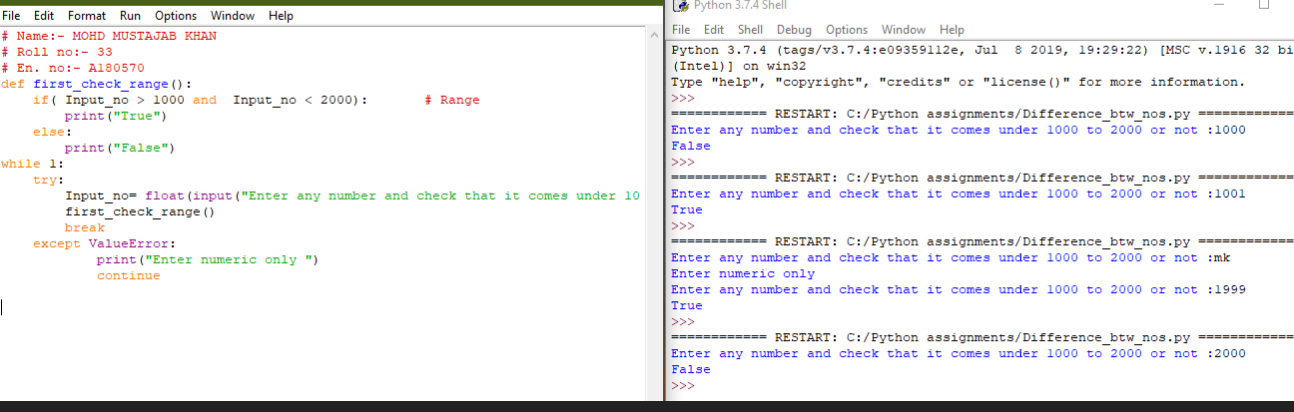 File Edit Format Run Options Window Help
# Name:- MOHD MUSTAJAB KHAN
# Roll no:- 33
# En. no:- A180570
def first_check_range():
    if( Input_no > 1000 and  Input_no < 2000):       # Range
        print("True")
    else:
        print("False")
while 1:
    try:
        Input_no= float(input("Enter any number and check that it comes under 10
        first_check_range()
        break
    except ValueError:
            print("Enter numeric only ")
            continue
Python 3.7.4 Shell
File Edit Shell Debug Options Window Help
Python 3.7.4 (tags/v3.7.4:e09359112e, Jul  8 2019, 19:29:22) [MSC v.1916 32 bi
(Intel)] on win32
Type "help", "copyright", "credits" or "license()" for more information.
>>>
============ RESTART: C:/Python assignments/Difference_btw_nos.py ============
Enter any number and check that it comes under 1000 to 2000 or not :1000
False
>>>
============ RESTART: C:/Python assignments/Difference_btw_nos.py ============
Enter any number and check that it comes under 1000 to 2000 or not :1001
True
>>>
============ RESTART: C:/Python assignments/Difference_btw_nos.py ============
Enter any number and check that it comes under 1000 to 2000 or not :mk
Enter numeric only
Enter any number and check that it comes under 1000 to 2000 or not :1999
True
>>>
============ RESTART: C:/Python assignments/Difference_btw_nos.py ============
Enter any number and check that it comes under 1000 to 2000 or not :2000
False
>>>